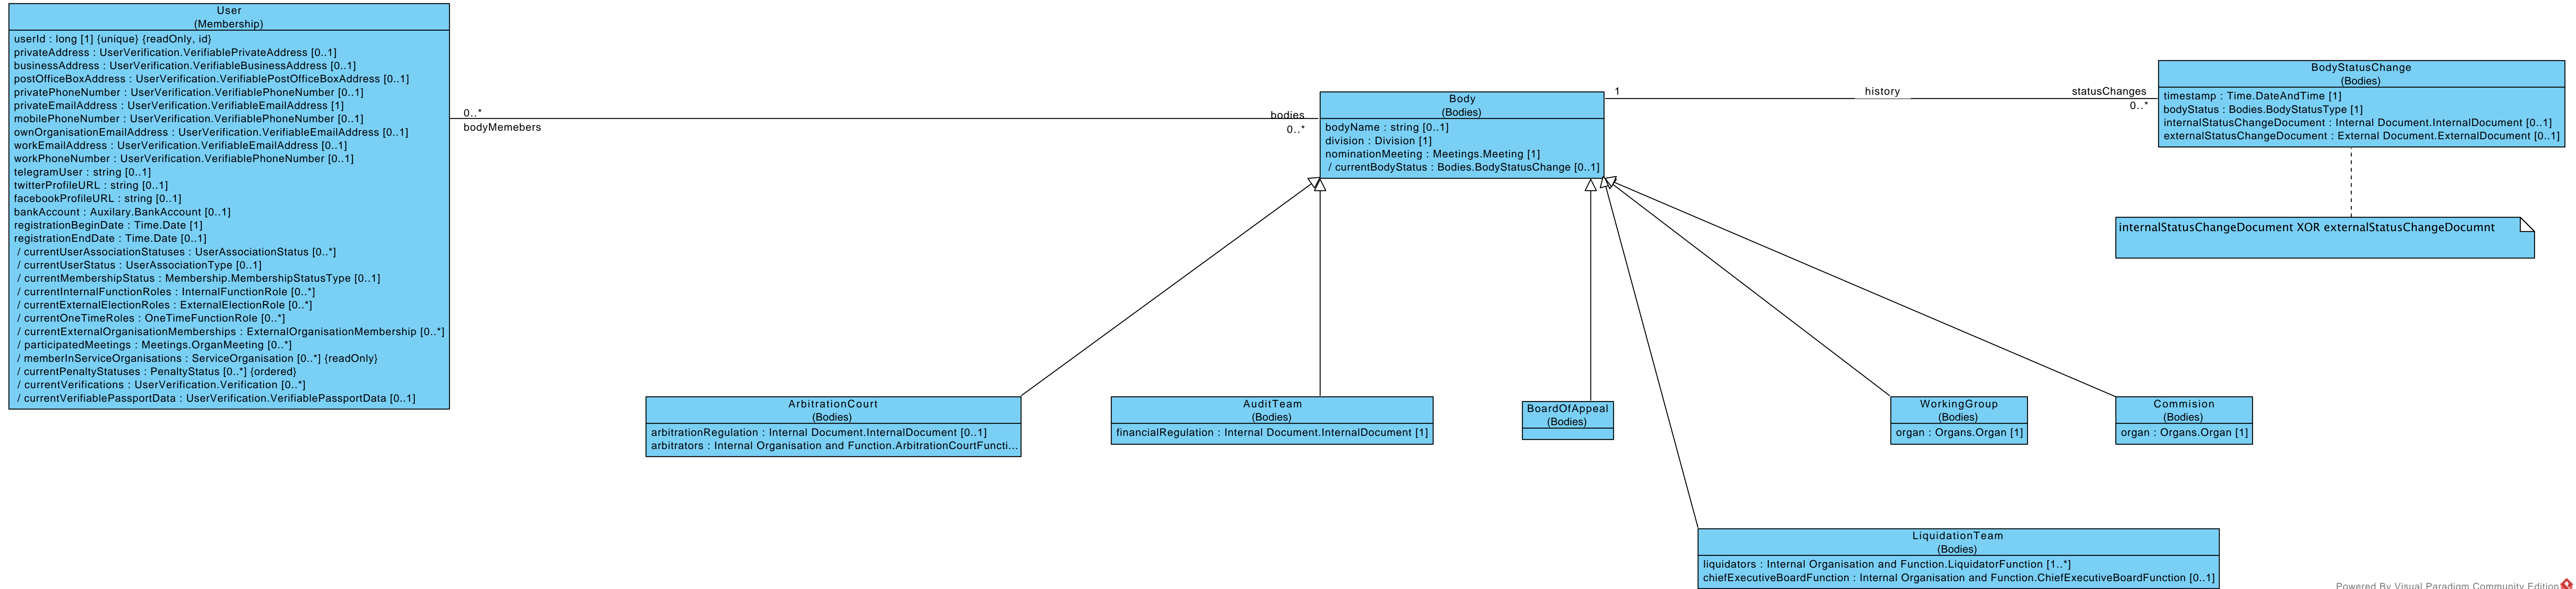 User
(Membership)
userId : long [1] {unique} {readOnly, id}
privateAddress : UserVerification.VerifiablePrivateAddress [0..1]
businessAddress : UserVerification.VerifiableBusinessAddress [0..1]
postOfficeBoxAddress : UserVerification.VerifiablePostOfficeBoxAddress [0..1]
privatePhoneNumber : UserVerification.VerifiablePhoneNumber [0..1]
privateEmailAddress : UserVerification.VerifiableEmailAddress [1]
mobilePhoneNumber : UserVerification.VerifiablePhoneNumber [0..1]
ownOrganisationEmailAddress : UserVerification.VerifiableEmailAddress [0..1]
workEmailAddress : UserVerification.VerifiableEmailAddress [0..1]
workPhoneNumber : UserVerification.VerifiablePhoneNumber [0..1]
telegramUser : string [0..1]
twitterProfileURL : string [0..1]
facebookProfileURL : string [0..1]
bankAccount : Auxilary.BankAccount [0..1]
registrationBeginDate : Time.Date [1]
registrationEndDate : Time.Date [0..1]
/ currentUserAssociationStatuses : UserAssociationStatus [0..*]
/ currentUserStatus : UserAssociationType [0..1]
/ currentMembershipStatus : Membership.MembershipStatusType [0..1]
/ currentInternalFunctionRoles : InternalFunctionRole [0..*]
/ currentExternalElectionRoles : ExternalElectionRole [0..*]
/ currentOneTimeRoles : OneTimeFunctionRole [0..*]
/ currentExternalOrganisationMemberships : ExternalOrganisationMembership [0..*]
/ participatedMeetings : Meetings.OrganMeeting [0..*]
/ memberInServiceOrganisations : ServiceOrganisation [0..*] {readOnly}
/ currentPenaltyStatuses : PenaltyStatus [0..*] {ordered}
/ currentVerifications : UserVerification.Verification [0..*]
/ currentVerifiablePassportData : UserVerification.VerifiablePassportData [0..1]
0..*
bodyMemebers
bodies
0..*
Body
(Bodies)
bodyName : string [0..1]
division : Division [1]
nominationMeeting : Meetings.Meeting [1]
/ currentBodyStatus : Bodies.BodyStatusChange [0..1]
1
history
statusChanges
0..*
BodyStatusChange
(Bodies)
timestamp : Time.DateAndTime [1]
bodyStatus : Bodies.BodyStatusType [1]
internalStatusChangeDocument : Internal Document.InternalDocument [0..1]
externalStatusChangeDocument : External Document.ExternalDocument [0..1]
internalStatusChangeDocument XOR externalStatusChangeDocumnt
ArbitrationCourt
(Bodies)
arbitrationRegulation : Internal Document.InternalDocument [0..1]
arbitrators : Internal Organisation and Function.ArbitrationCourtFuncti...
AuditTeam
(Bodies)
financialRegulation : Internal Document.InternalDocument [1]
BoardOfAppeal
(Bodies)
WorkingGroup
(Bodies)
organ : Organs.Organ [1]
Commision
(Bodies)
organ : Organs.Organ [1]
LiquidationTeam
(Bodies)
liquidators : Internal Organisation and Function.LiquidatorFunction [1..*]
chiefExecutiveBoardFunction : Internal Organisation and Function.ChiefExecutiveBoardFunction [0..1]
Powered By Visual Paradigm Community Edition